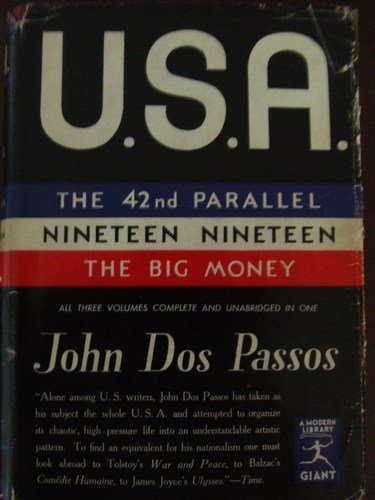 U.S.A.
THE 42nd PARALLEL
NINETEEN NINETEEN
THE BIG MONEY
ALL THREE VOLUMES COMPLETE AND UNABRIDGED IN ONE
John Dos Passos
"Alone among U. S. writers, John Dos Passos has taken as
his subject the whole U. S. A. and attempted to organize
its chaotic, high-pressure life into an understandable artistic
pattern. To find an equivalent for his nationalism one must
look abroad to Tolstoy's War and Peace, to Balzac's
Comédie Humaine, to James Joyce's Ulysses."—Time.
A MODERN
LIBRARY
GIANT